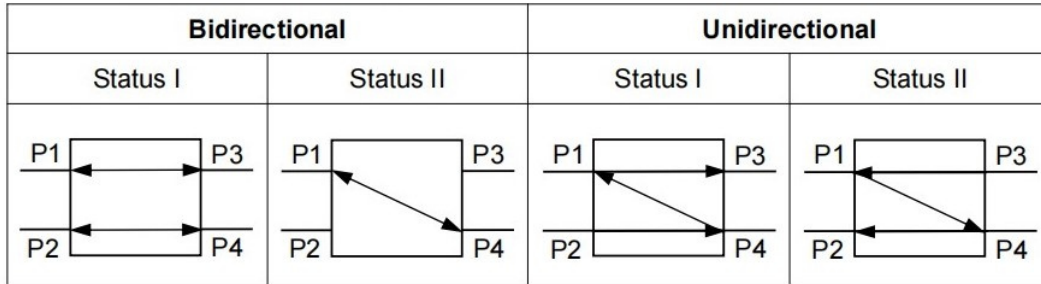 Bidirectional Unidirectional
Status I Status II Status I Status II
P1 P3 P1 P3 P1 P3 P1 P3
P2 P4 P2 P4 P2 P4 P2 P4